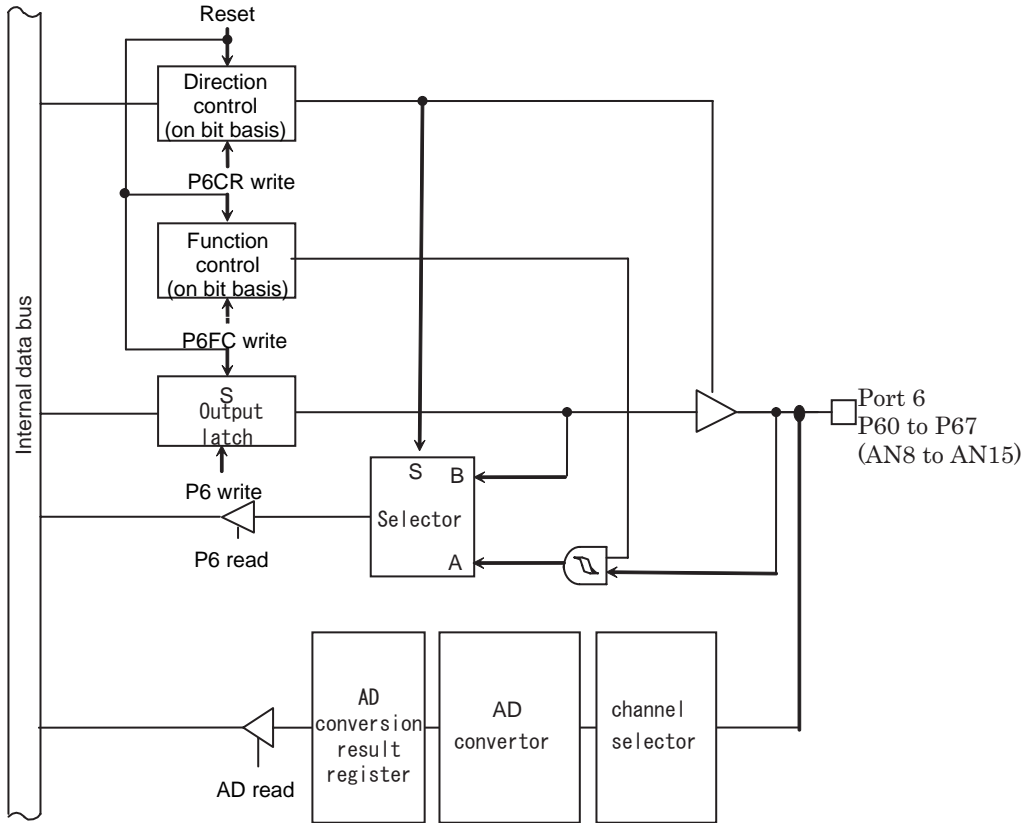 Reset
Direction
control
(on bit basis)
P6CR write
Function
control
(on bit basis)
P6FC write
S
Output
latch
P6 write
Internal data bus
S
B
Selector
A
P6 read
Port 6
P60 to P67
(AN8 to AN15)
AD
conversion
result
register
AD
convertor
channel
selector
AD read